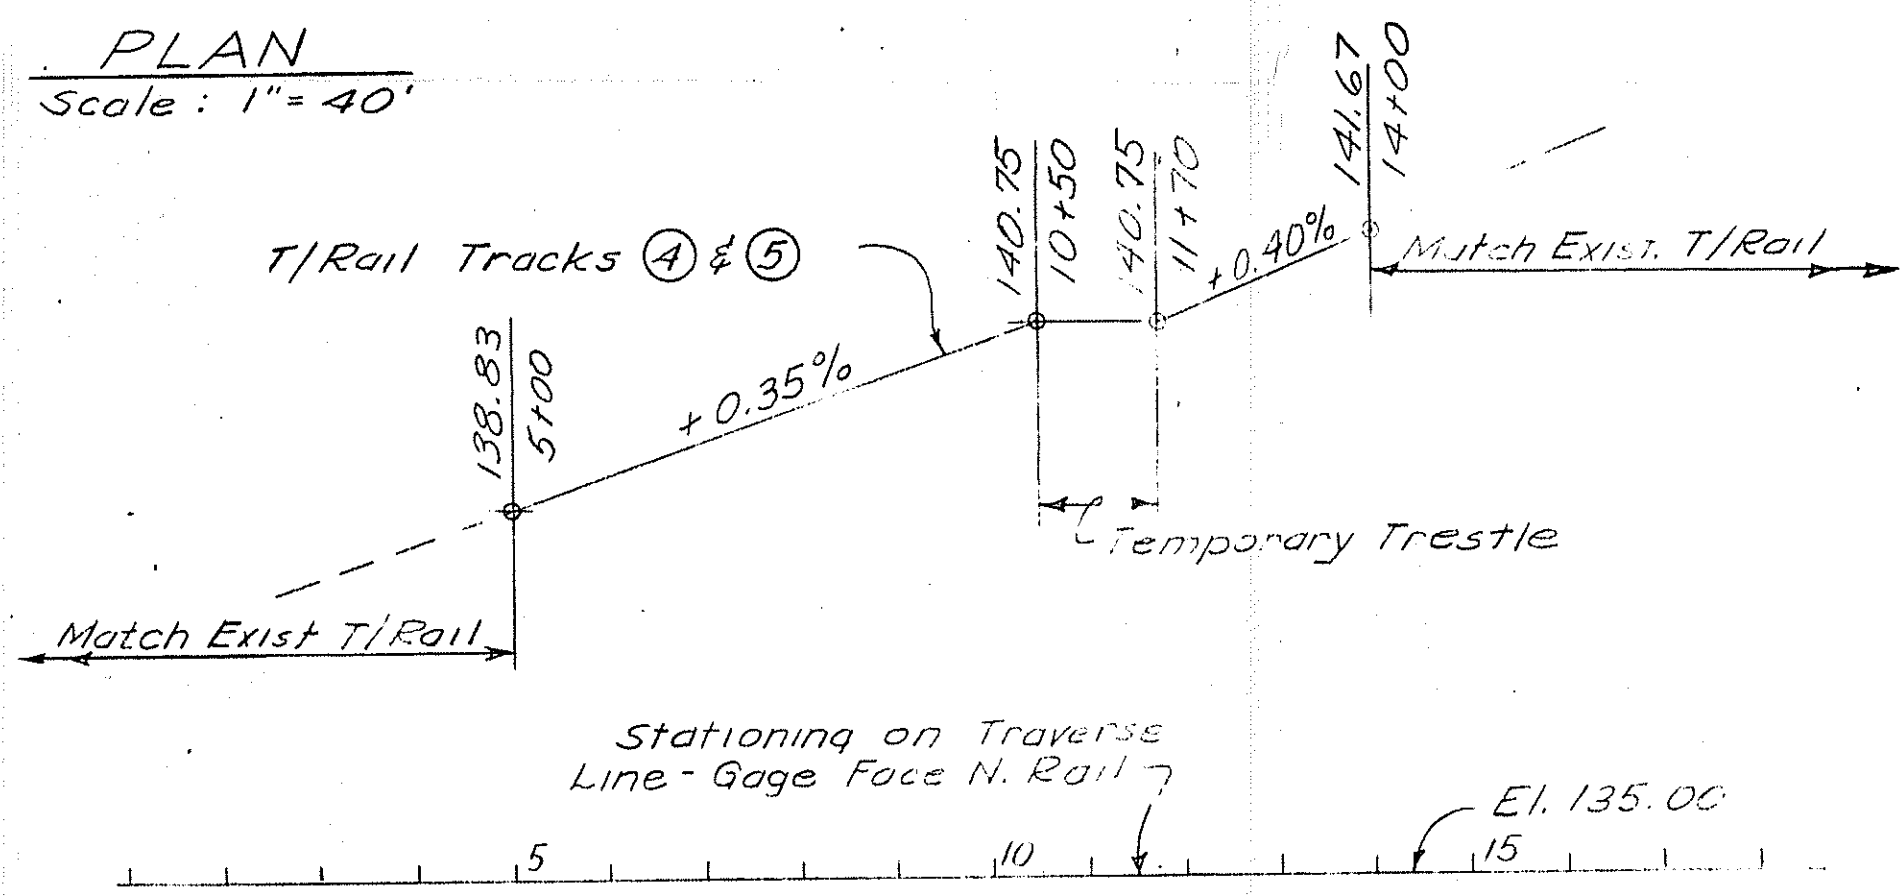 PLAN
Scale: 1"=40'
141.67
14+00
140.75
10+50
140.75
11+70
T/Rail Tracks ④ & ⑤
+0.40%
Match Exist. T/Rail
138.83
5+00
+0.35%
Temporary Trestle
Match Exist T/Rail
Stationing on Traverse
Line - Gage Face N. Rail
El. 135.00
5
10
15